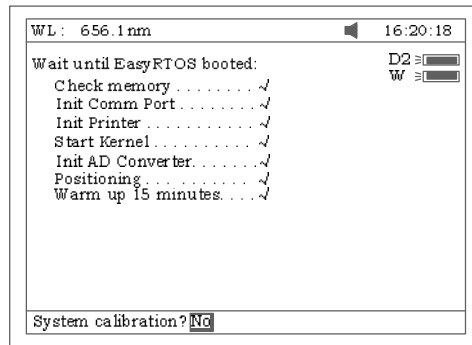 WL: 656.1nm 16:20:18
Wait until EasyRTOS booted:
D2
W
Check memory . . . . . . . . √
Init Comm Port . . . . . . . √
Init Printer . . . . . . . . . . . √
Start Kernel . . . . . . . . . . √
Init AD Converter. . . . . . . √
Positioning . . . . . . . . . . . √
Warm up 15 minutes. . . . √
System calibration? No